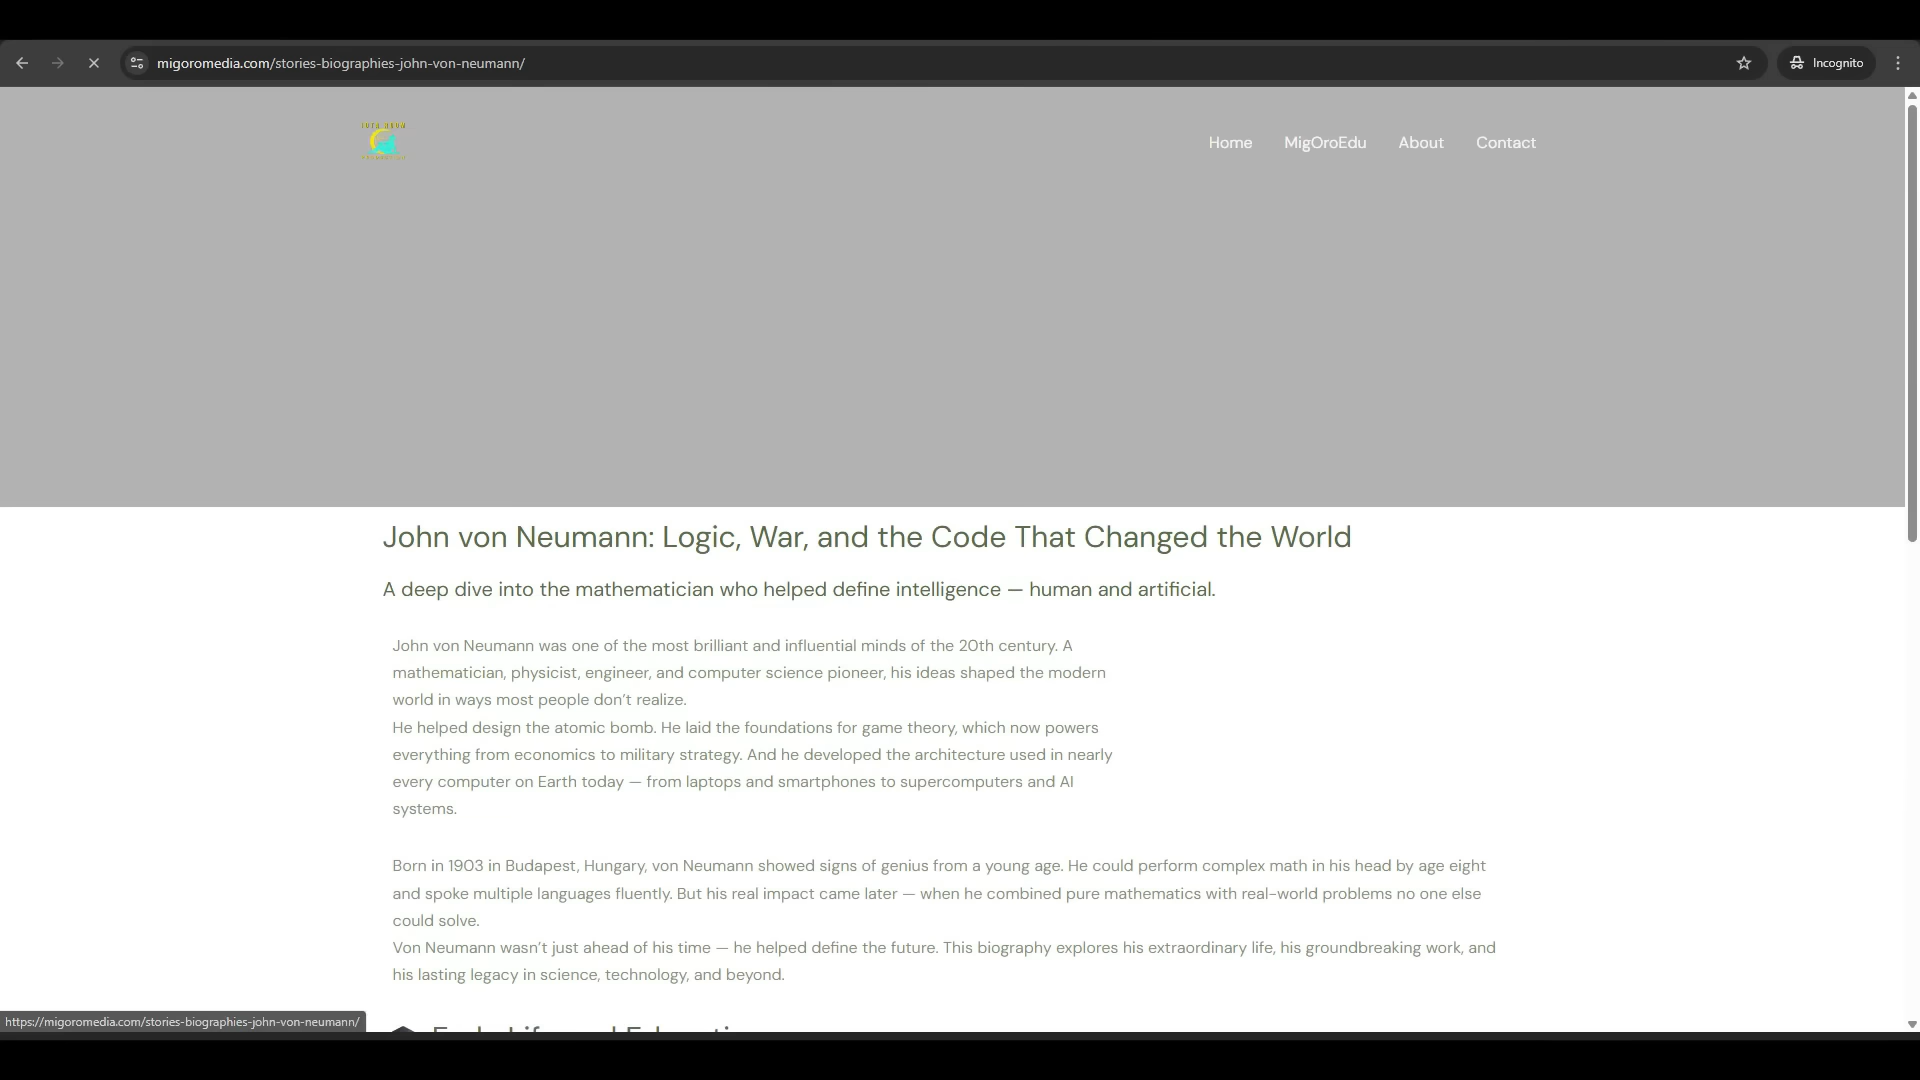 migoromedia.com/stories-biographies-john-von-neumann/
Incognito
Home
MigOroEdu
About
Contact
John von Neumann: Logic, War, and the Code That Changed the World
A deep dive into the mathematician who helped define intelligence — human and artificial.
John von Neumann was one of the most brilliant and influential minds of the 20th century. A
mathematician, physicist, engineer, and computer science pioneer, his ideas shaped the modern
world in ways most people don’t realize.
He helped design the atomic bomb. He laid the foundations for game theory, which now powers
everything from economics to military strategy. And he developed the architecture used in nearly
every computer on Earth today — from laptops and smartphones to supercomputers and AI
systems.
Born in 1903 in Budapest, Hungary, von Neumann showed signs of genius from a young age. He could perform complex math in his head by age eight
and spoke multiple languages fluently. But his real impact came later — when he combined pure mathematics with real-world problems no one else
could solve.
Von Neumann wasn’t just ahead of his time — he helped define the future. This biography explores his extraordinary life, his groundbreaking work, and
his lasting legacy in science, technology, and beyond.
https://migoromedia.com/stories-biographies-john-von-neumann/